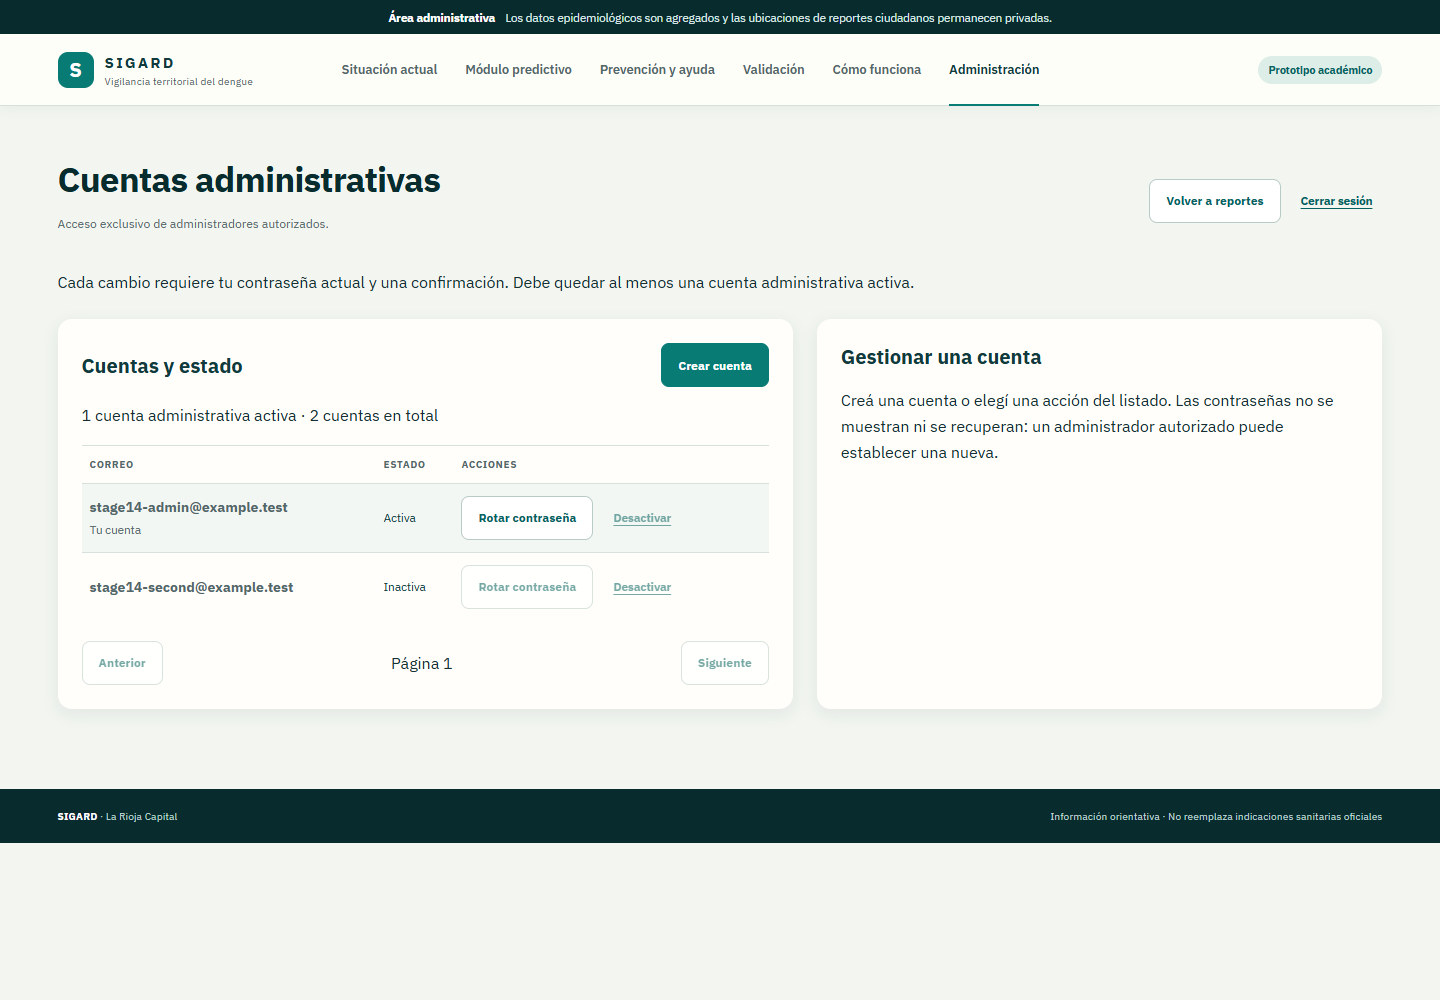 Área administrativa Los datos epidemiológicos son agregados y las ubicaciones de reportes ciudadanos permanecen privadas.
S
SIGARD
Vigilancia territorial del dengue
Situación actual Módulo predictivo Prevención y ayuda Validación Cómo funciona Administración
Prototipo académico
Cuentas administrativas
Acceso exclusivo de administradores autorizados.
Volver a reportes Cerrar sesión
Cada cambio requiere tu contraseña actual y una confirmación. Debe quedar al menos una cuenta administrativa activa.
Cuentas y estado
Crear cuenta
1 cuenta administrativa activa · 2 cuentas en total
CORREO ESTADO ACCIONES
stage14-admin@example.test
Tu cuenta
Activa Rotar contraseña Desactivar
stage14-second@example.test Inactiva Rotar contraseña Desactivar
Anterior Página 1 Siguiente
Gestionar una cuenta
Creá una cuenta o elegí una acción del listado. Las contraseñas no se
muestran ni se recuperan: un administrador autorizado puede
establecer una nueva.
SIGARD · La Rioja Capital
Información orientativa · No reemplaza indicaciones sanitarias oficiales